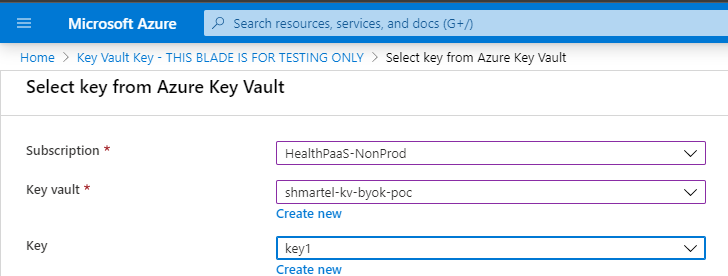 Microsoft Azure
Search resources, services, and docs (G+/)
Home > Key Vault Key - THIS BLADE IS FOR TESTING ONLY > Select key from Azure Key Vault
Select key from Azure Key Vault
Subscription *
HealthPaaS-NonProd
Key vault *
shmartel-kv-byok-poc
Create new
Key
key1
Create new